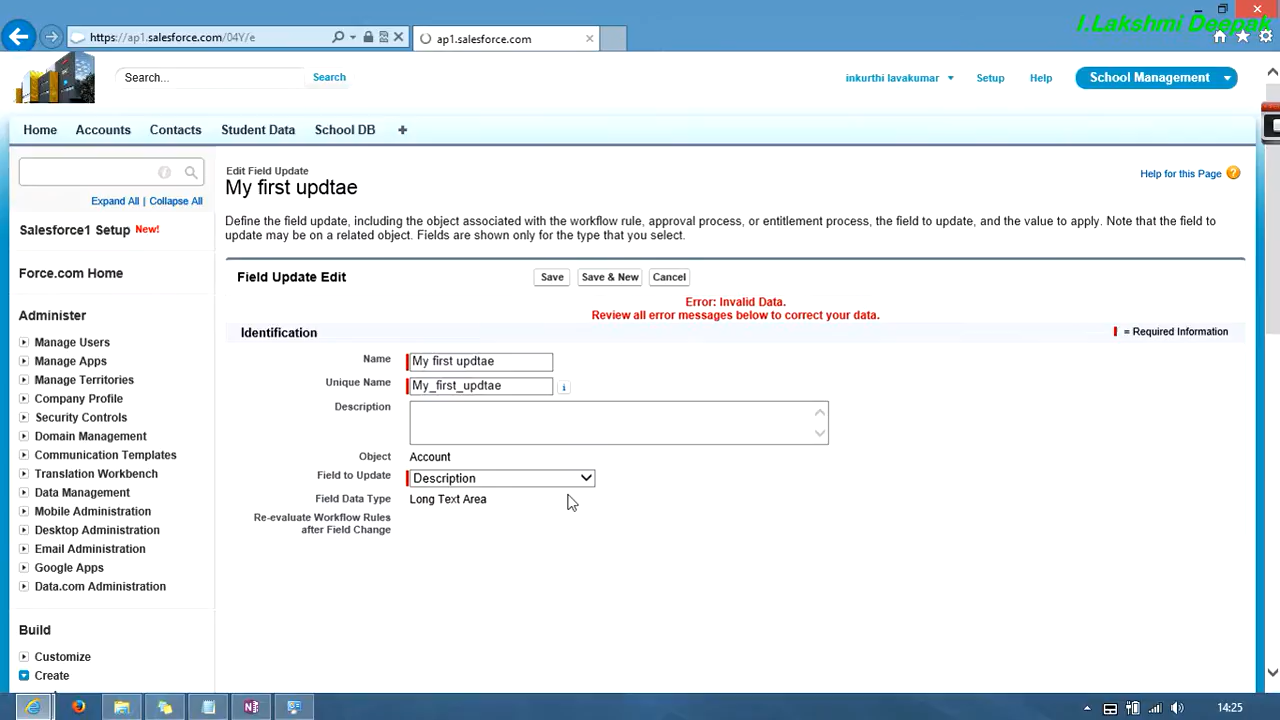 I.Lakshmi Deepak
https://ap1.salesforce.com/04Y/e
ap1.salesforce.com
Search...
Search
inkurthi lavakumar
Setup
Help
School Management
Home
Accounts
Contacts
Student Data
School DB
Expand All | Collapse All
Salesforce1 Setup New!
Force.com Home
Administer
Manage Users
Manage Apps
Manage Territories
Company Profile
Security Controls
Domain Management
Communication Templates
Translation Workbench
Data Management
Mobile Administration
Desktop Administration
Email Administration
Google Apps
Data.com Administration
Build
Customize
Create
Edit Field Update
My first updtae
Help for this Page
Define the field update, including the object associated with the workflow rule, approval process, or entitlement process, the field to update, and the value to apply. Note that the field to
update may be on a related object. Fields are shown only for the type that you select.
Field Update Edit
Save
Save & New
Cancel
Error: Invalid Data.
Review all error messages below to correct your data.
Identification
= Required Information
Name
My first updtae
Unique Name
My_first_updtae
Description
Object
Account
Field to Update
Description
Field Data Type
Long Text Area
Re-evaluate Workflow Rules
after Field Change
14:25